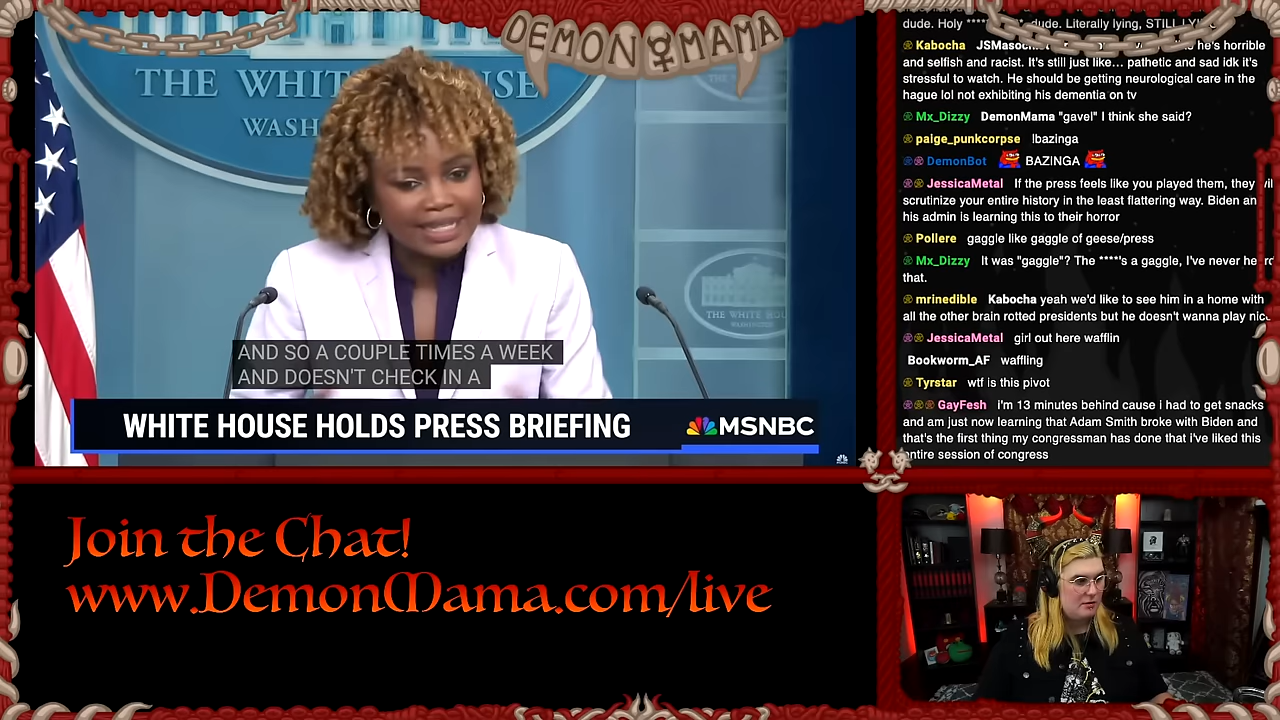 DEMON MAMA
THE WHITE HOUSE
WASH
AND SO A COUPLE TIMES A WEEK
AND DOESN'T CHECK IN A
WHITE HOUSE HOLDS PRESS BRIEFING
MSNBC
THE WHITE HOU
WASHINGTON
Join the Chat!
www.DemonMama.com/live
dude. Holy **** dude. Literally lying, STILL
Kabocha he's horrible
and selfish and racist. It's still just like... pathetic and sad idk it's
stressful to watch. He should be getting neurological care in the
hague lol not exhibiting his dementia on tv
Mx_Dizzy DemonMama "gavel" I think she said?
paige_punkcorpse !bazinga
DemonBot BAZINGA
JessicaMetal If the press feels like you played them, they
scrutinize your entire history in the least flattering way. Biden an
his admin is learning this to their horror
Pollere gaggle like gaggle of geese/press
Mx_Dizzy It was "gaggle"? The ****'s a gaggle, I've never
that.
mrinedible Kabocha yeah we'd like to see him in a home with
all the other brain rotted presidents but he doesn't wanna play
JessicaMetal girl out here wafflin
Bookworm_AF waffling
Tyrstar wtf is this pivot
GayFesh i'm 13 minutes behind cause i had to get snacks
and am just now learning that Adam Smith broke with Biden and
that's the first thing my congressman has done that i've liked this
entire session of congress